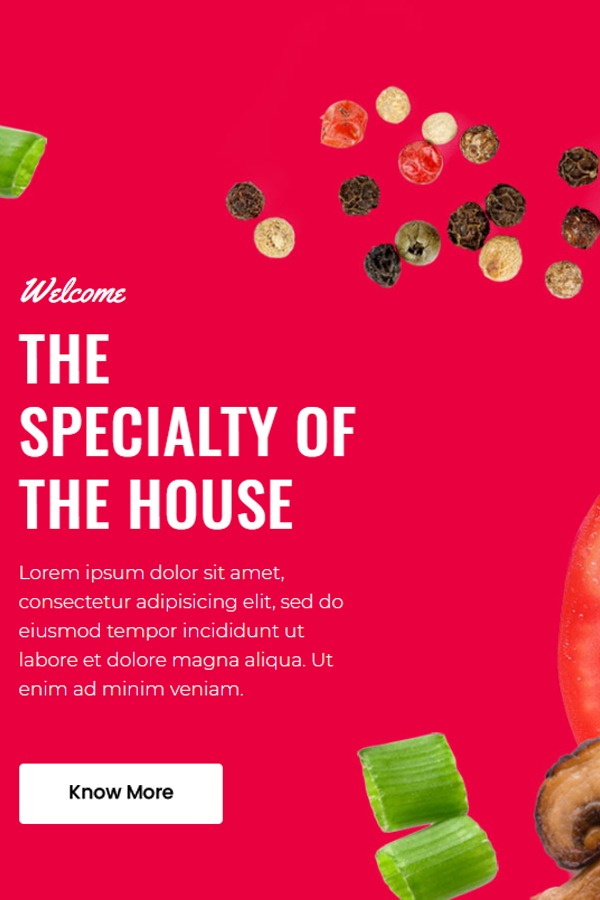 Welcome
THE
SPECIALTY OF
THE HOUSE
Lorem ipsum dolor sit amet,
consectetur adipisicing elit, sed do
eiusmod tempor incididunt ut
labore et dolore magna aliqua. Ut
enim ad minim veniam.
Know More